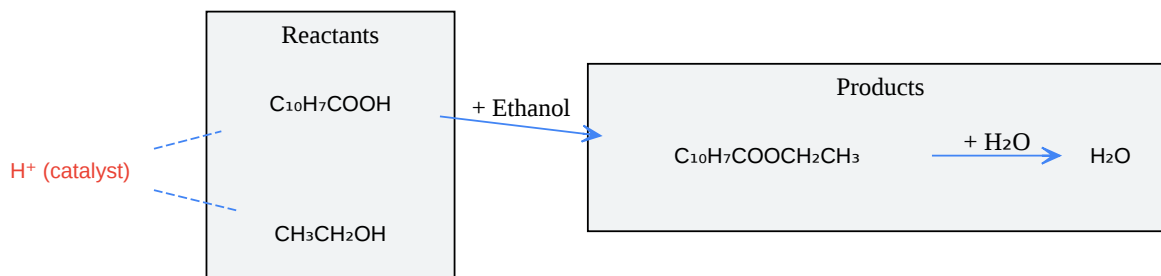 Reactants
C₁₀H₇COOH
+ Ethanol
H⁺ (catalyst)
CH₃CH₂OH
Products
C₁₀H₇COOCH₂CH₃
+ H₂O
H₂O